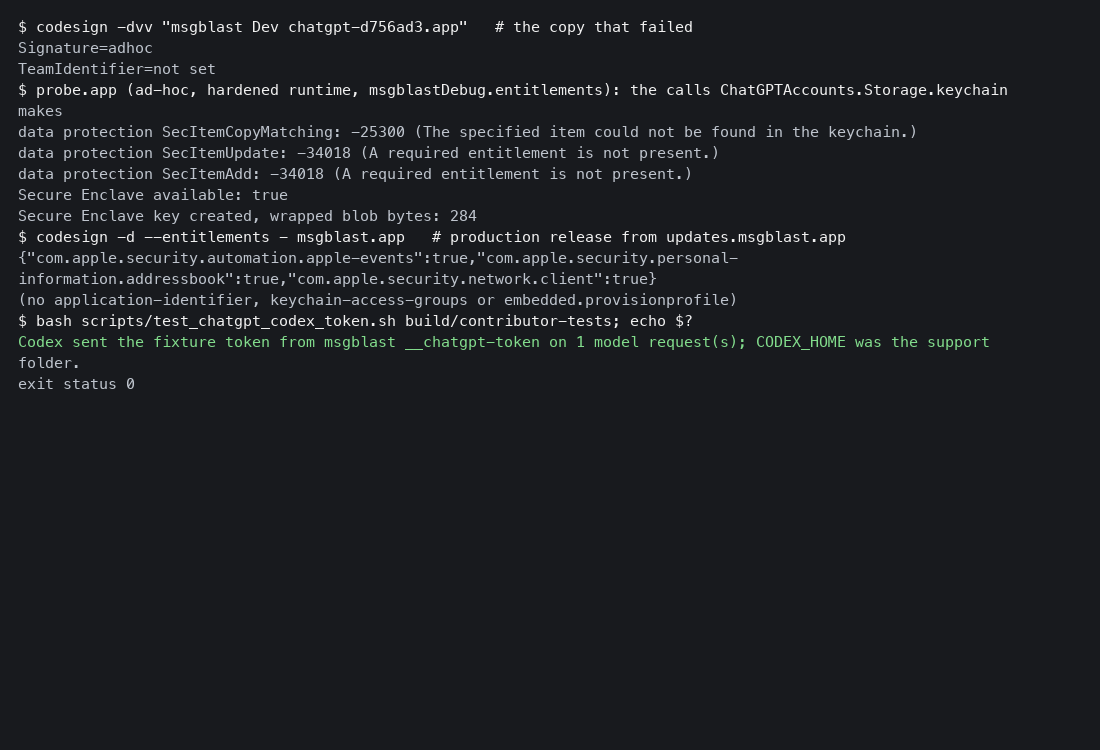 $ codesign -dvv "msgblast Dev chatgpt-d756ad3.app"   # the copy that failed
Signature=adhoc
TeamIdentifier=not set
$ probe.app (ad-hoc, hardened runtime, msgblastDebug.entitlements): the calls ChatGPTAccounts.Storage.keychain
makes
data protection SecItemCopyMatching: -25300 (The specified item could not be found in the keychain.)
data protection SecItemUpdate: -34018 (A required entitlement is not present.)
data protection SecItemAdd: -34018 (A required entitlement is not present.)
Secure Enclave available: true
Secure Enclave key created, wrapped blob bytes: 284
$ codesign -d --entitlements - msgblast.app   # production release from updates.msgblast.app
{"com.apple.security.automation.apple-events":true,"com.apple.security.personal-
information.addressbook":true,"com.apple.security.network.client":true}
(no application-identifier, keychain-access-groups or embedded.provisionprofile)
$ bash scripts/test_chatgpt_codex_token.sh build/contributor-tests; echo $?
Codex sent the fixture token from msgblast __chatgpt-token on 1 model request(s); CODEX_HOME was the support
folder.
exit status 0